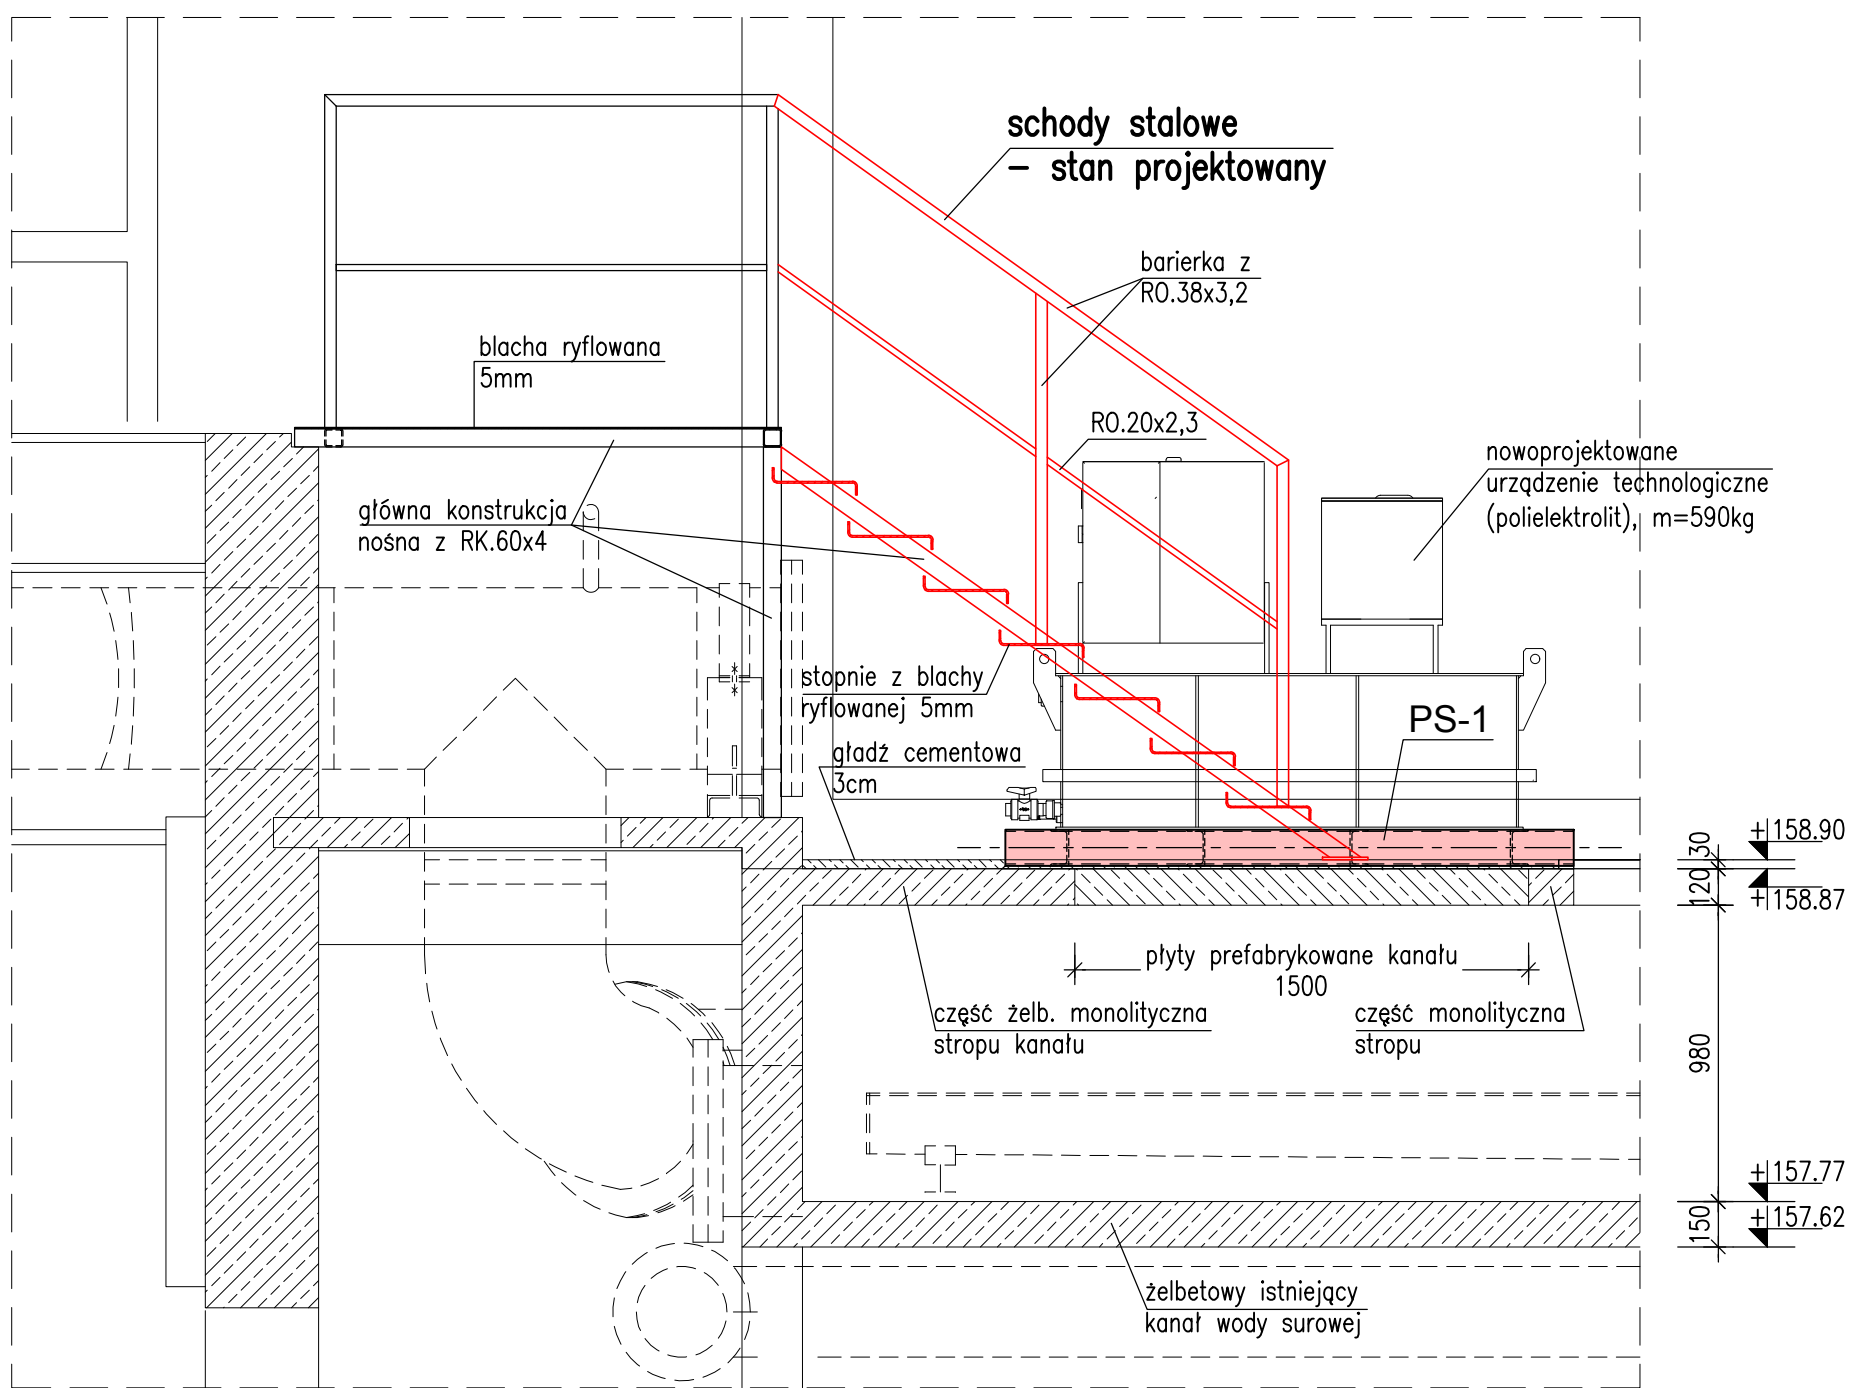 schody stalowe
– stan projektowany
barierka z
RO.38x3,2
blacha ryflowana
5mm
RO.20x2,3
nowoprojektowane
urządzenie technologiczne
(polielektrolit), m=590kg
główna konstrukcja
nośna z RK.60x4
stopnie z blachy
ryflowanej 5mm
PS-1
gładź cementowa
3cm
+158.90
30
120
+158.87
płyty prefabrykowane kanału
1500
część żelb. monolityczna
stropu kanału
część monolityczna
stropu
980
+157.77
150
+157.62
żelbetowy istniejący
kanał wody surowej